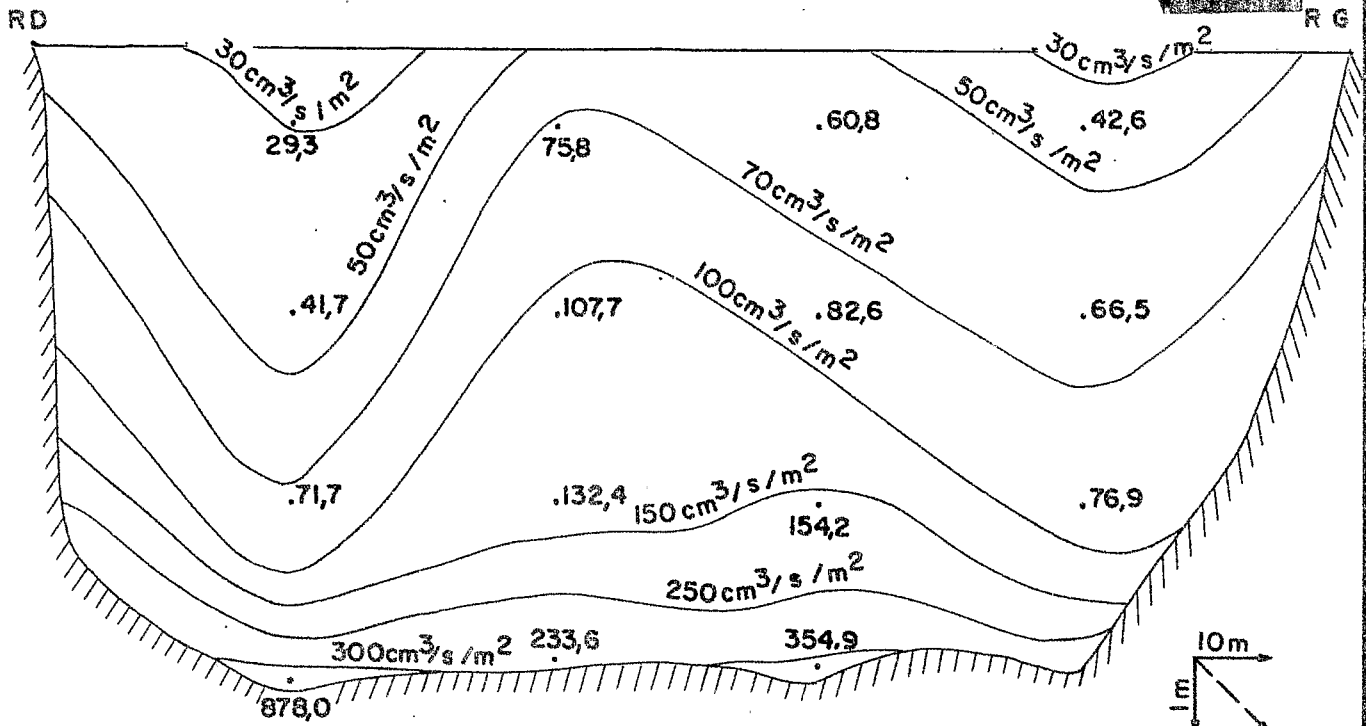 RD
RG
30cm³/s/m²
30cm³/s/m²
50cm³/s/m²
.42,6
.60,8
29,3
75,8
50cm³/s/m²
70cm³/s/m²
.41,7
.107,7
100cm³/s/m²
.82,6
.66,5
.71,7
.132,4
150cm³/s/m²
154,2
.76,9
250cm³/s/m²
300cm³/s/m²
233,6
354,9
878,0
10m
1m